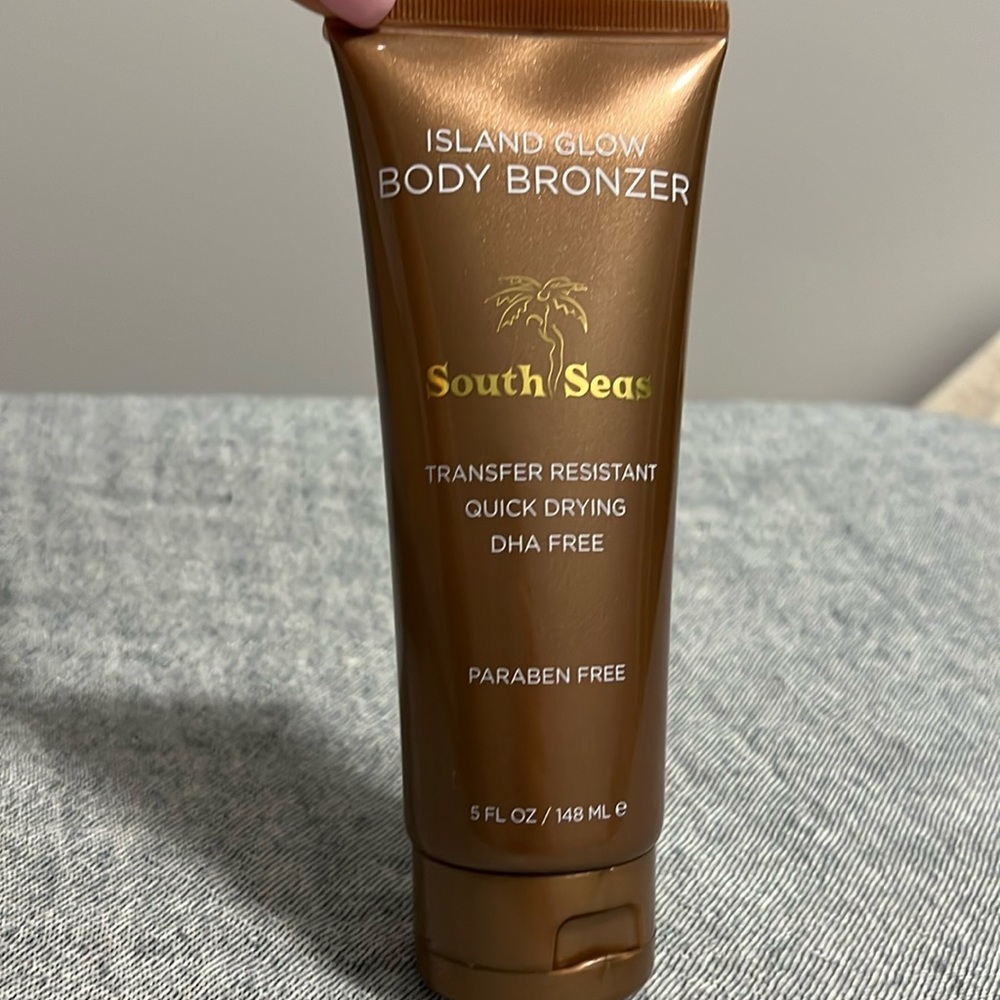 ISLAND GLOW
BODY BRONZER
South Seas
TRANSFER RESISTANT
QUICK DRYING
DHA FREE
PARABEN FREE
5 FL OZ / 148 ML ℮